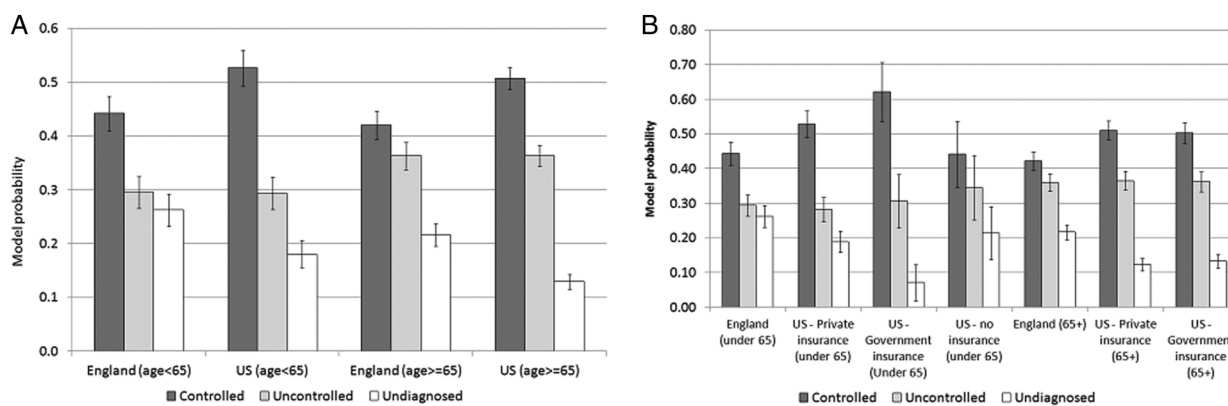 A
0.6
0.5
0.4
0.3
0.2
0.1
0.0
Model probability
England (age<65)
US (age<65)
England (age>=65)
US (age>=65)
Controlled
Uncontrolled
Undiagnosed
B
0.80
0.70
0.60
0.50
0.40
0.30
0.20
0.10
0.00
Model probability
England
(under 65)
US - Private
insurance
(under 65)
US -
Government
insurance
(Under 65)
US - no
insurance
(under 65)
England (65+)
US - Private
insurance
(65+)
US -
Government
insurance
(65+)
Controlled
Uncontrolled
Undiagnosed